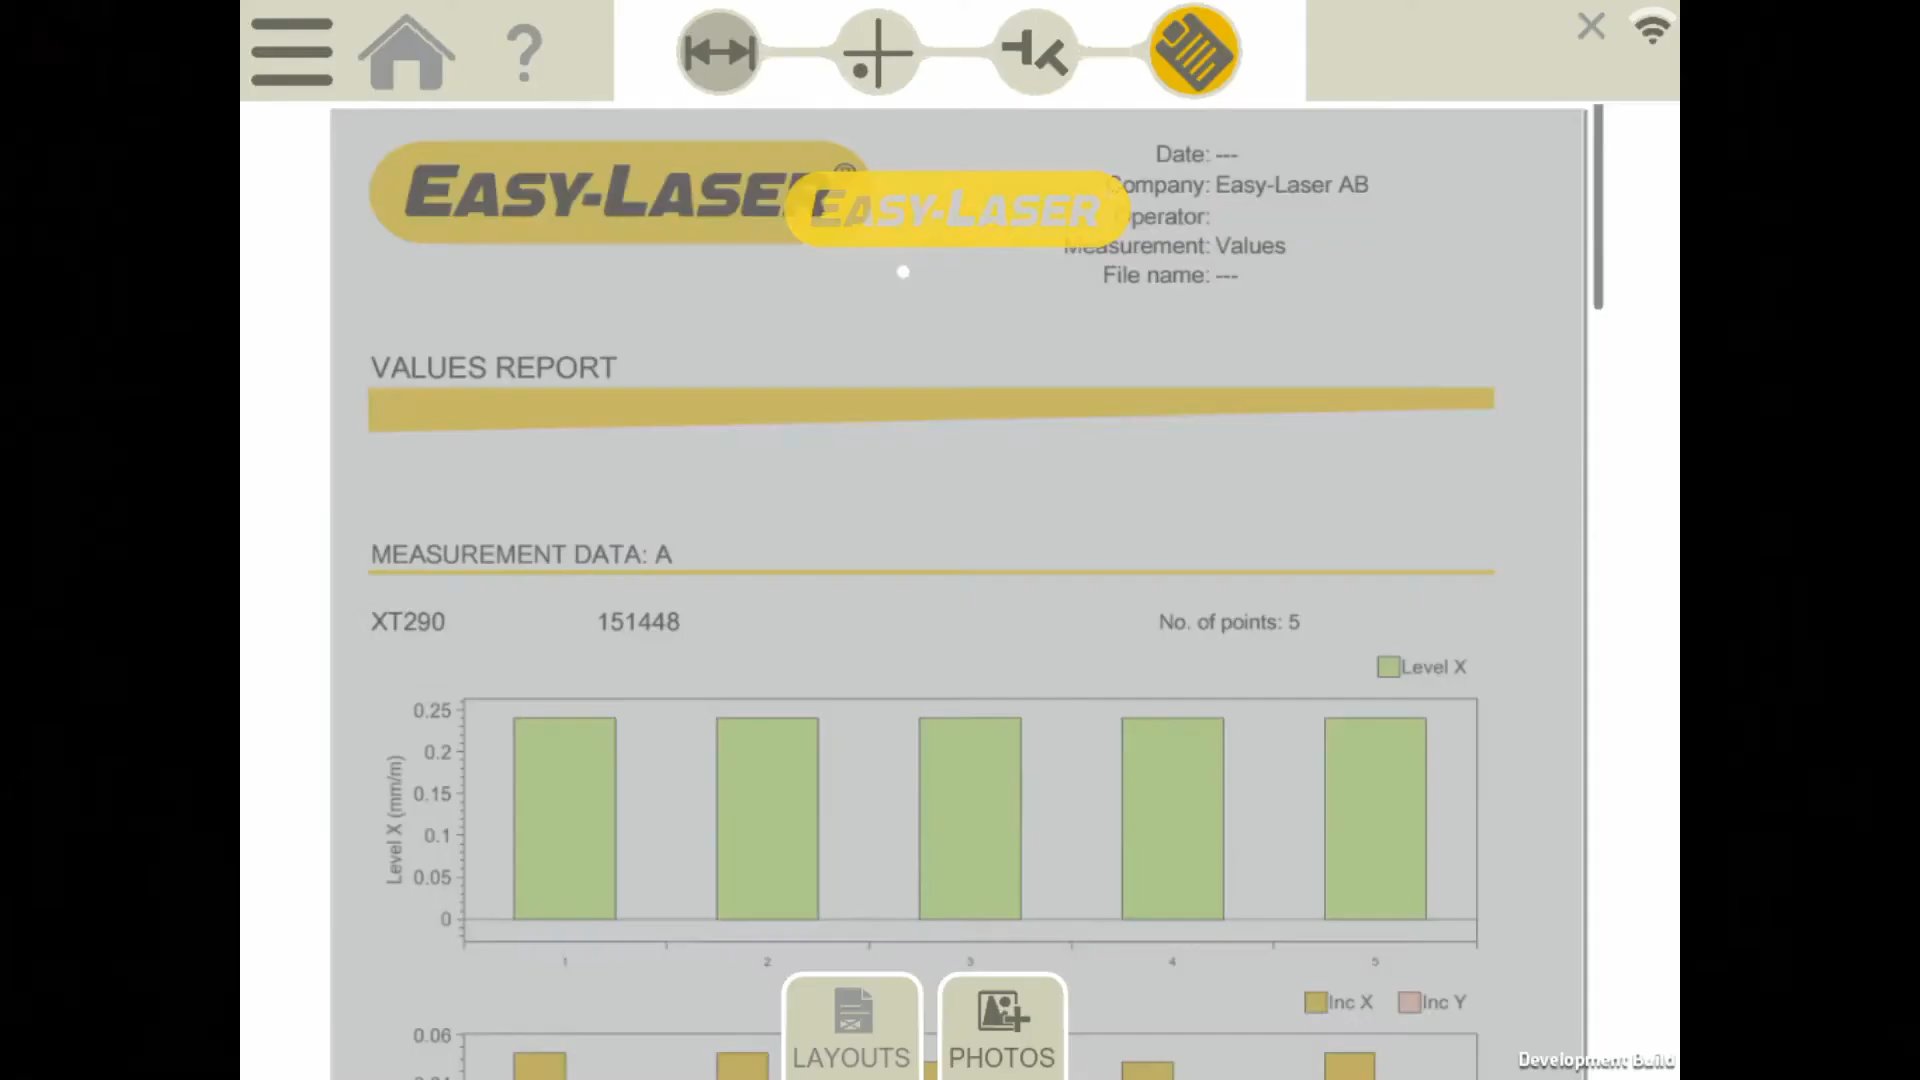 ?
EASY-LASER®
EASY-LASER
Date: ---
Company: Easy-Laser AB
Operator:
Measurement: Values
File name: ---
VALUES REPORT
MEASUREMENT DATA: A
XT290 151448 No. of points: 5
Level X
0.25
0.2
0.15
0.1
0.05
0
Level X (mm/m)
1 2 3 4 5
Inc X Inc Y
0.06
LAYOUTS PHOTOS
Development Build